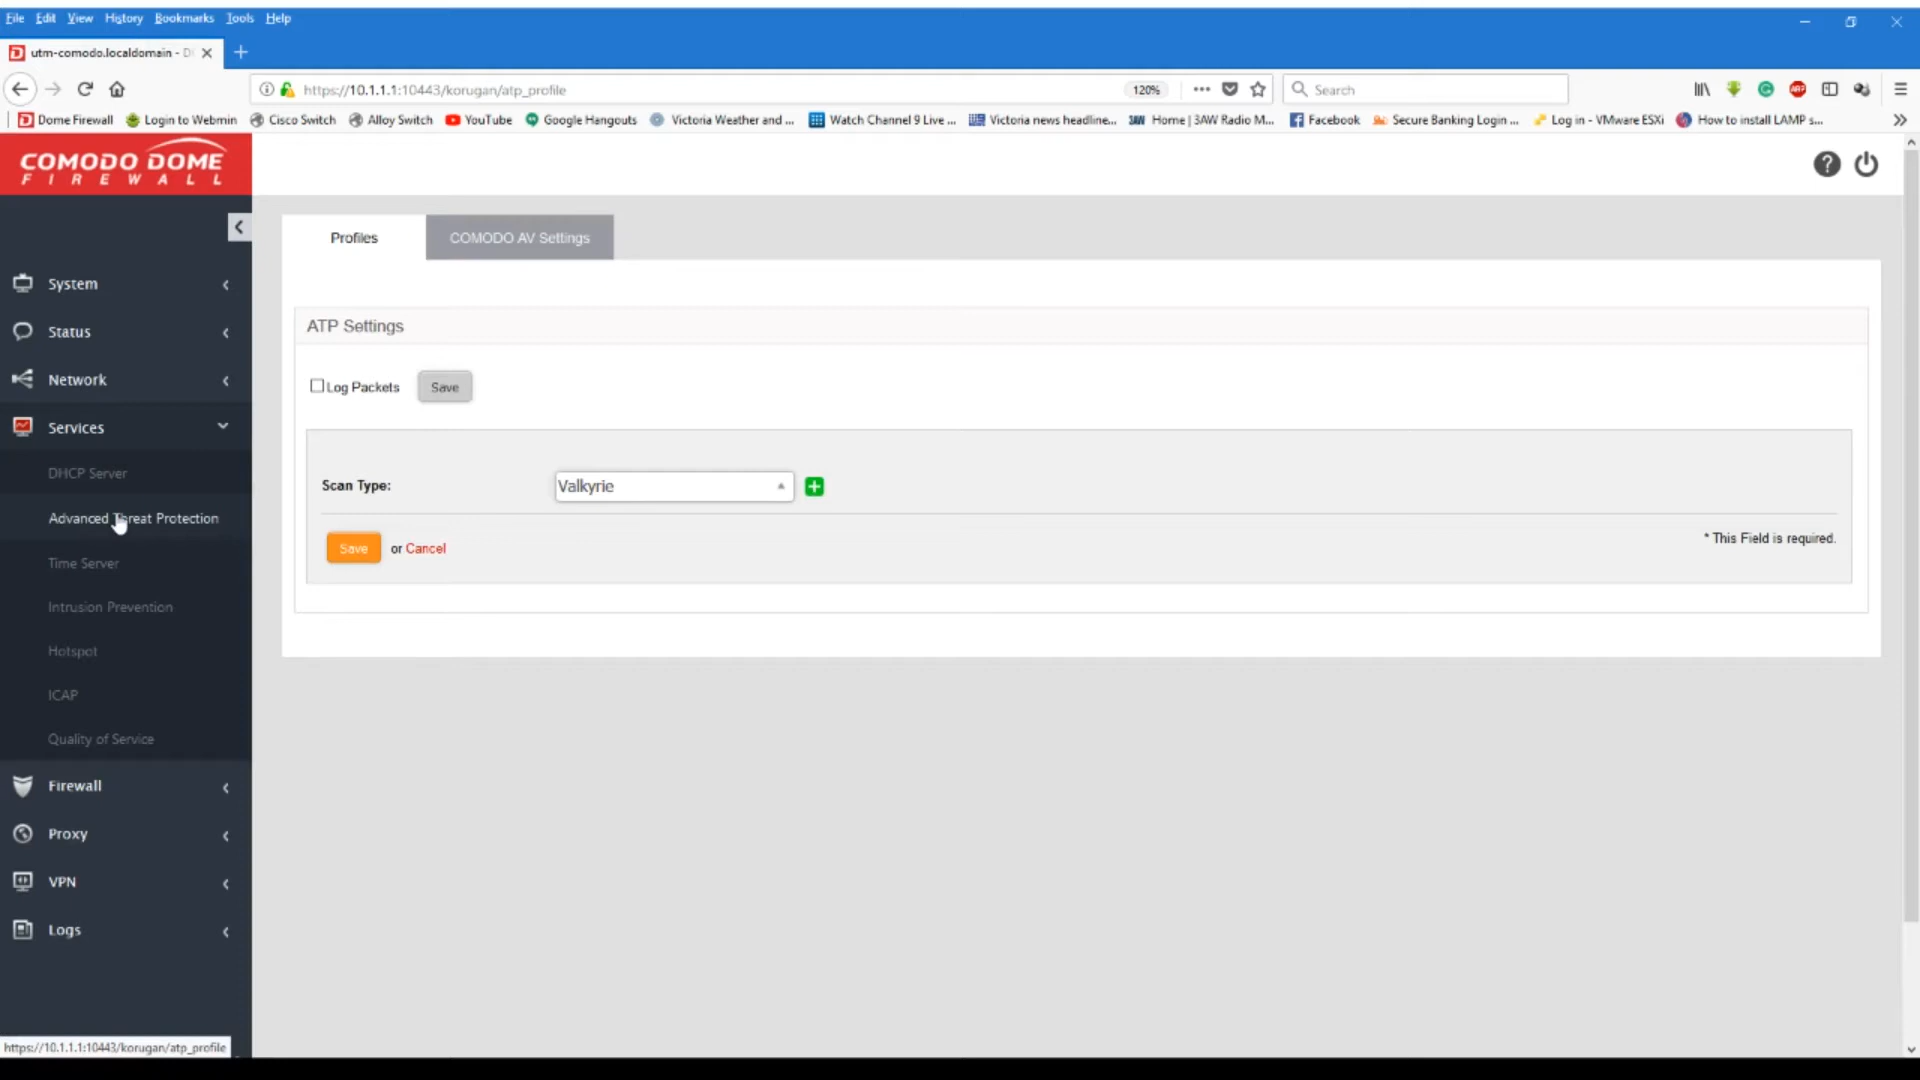 File Edit View History Bookmarks Tools Help
utm-comodo.localdomain - D
https://10.1.1.1:10443/korugan/atp_profile 120% Search
Dome Firewall Login to Webmin Cisco Switch Alloy Switch YouTube Google Hangouts Victoria Weather and ... Watch Channel 9 Live ... Victoria news headline... 3AW Home | 3AW Radio M... Facebook Secure Banking Login ... Log in - VMware ESXi How to install LAMP s...
COMODO DOME
FIREWALL
Profiles COMODO AV Settings
System
ATP Settings
Status
Network
Log Packets Save
Services
DHCP Server
Scan Type: Valkyrie
Advanced Threat Protection
* This Field is required.
Save or Cancel
Time Server
Intrusion Prevention
Hotspot
ICAP
Quality of Service
Firewall
Proxy
VPN
Logs
https://10.1.1.1:10443/korugan/atp_profile